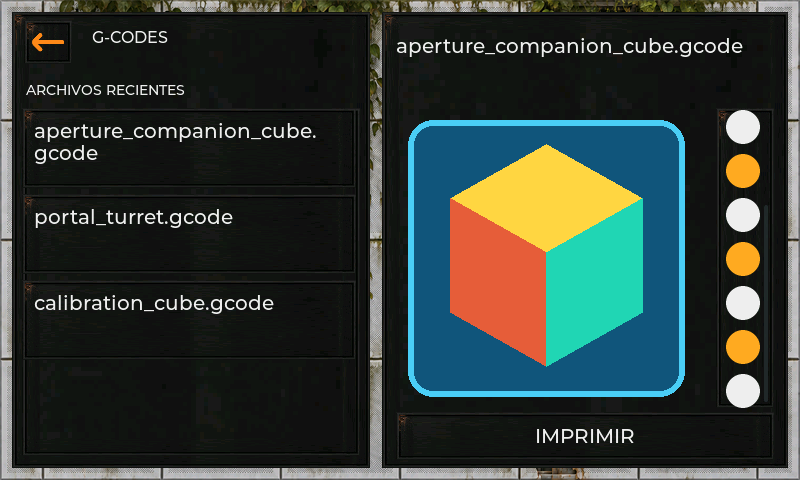 G-CODES
ARCHIVOS RECIENTES
aperture_companion_cube.
gcode
portal_turret.gcode
calibration_cube.gcode
aperture_companion_cube.gcode
IMPRIMIR